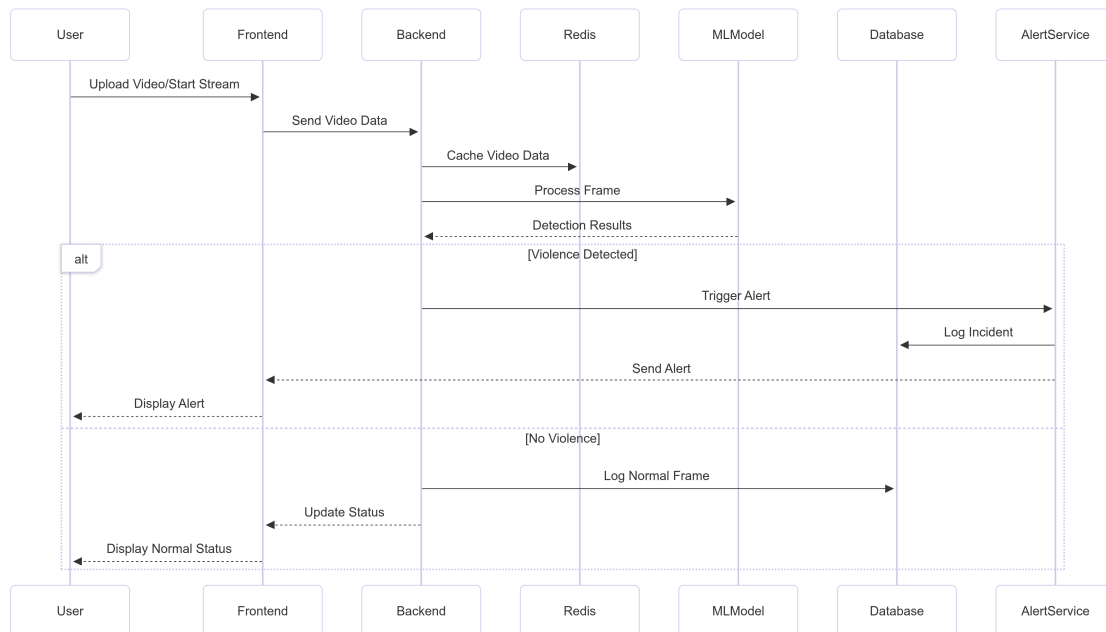 User
Frontend
Backend
Redis
MLModel
Database
AlertService
Upload Video/Start Stream
Send Video Data
Cache Video Data
Process Frame
Detection Results
alt
[Violence Detected]
Trigger Alert
Log Incident
Send Alert
Display Alert
[No Violence]
Log Normal Frame
Update Status
Display Normal Status
User
Frontend
Backend
Redis
MLModel
Database
AlertService